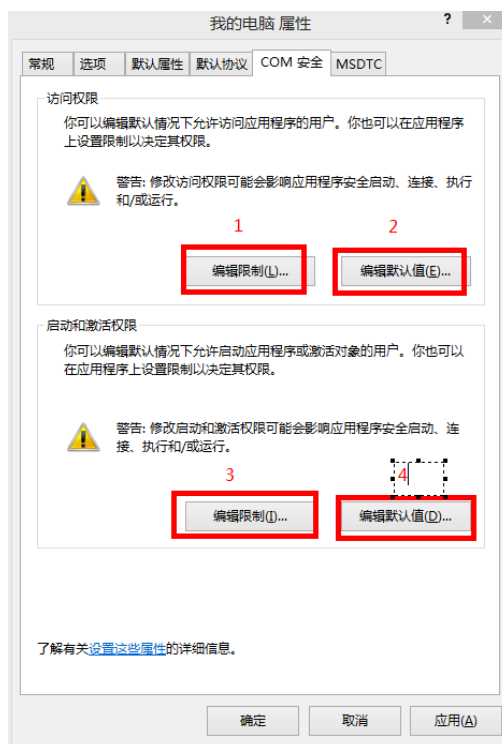 我的电脑 属性
? ×
常规 选项 默认属性 默认协议 COM 安全 MSDTC
访问权限
你可以编辑默认情况下允许访问应用程序的用户。你也可以在应用程序
上设置限制以决定其权限。
警告: 修改访问权限可能会影响应用程序安全启动、连接、执行
和/或运行。
1 2
编辑限制(L)... 编辑默认值(E)...
启动和激活权限
你可以编辑默认情况下允许启动应用程序或激活对象的用户。你也可以
在应用程序上设置限制以决定其权限。
警告: 修改启动和激活权限可能会影响应用程序安全启动、连
接、执行和/或运行。
3 4
编辑限制(I)... 编辑默认值(D)...
了解有关设置这些属性的详细信息。
确定 取消 应用(A)